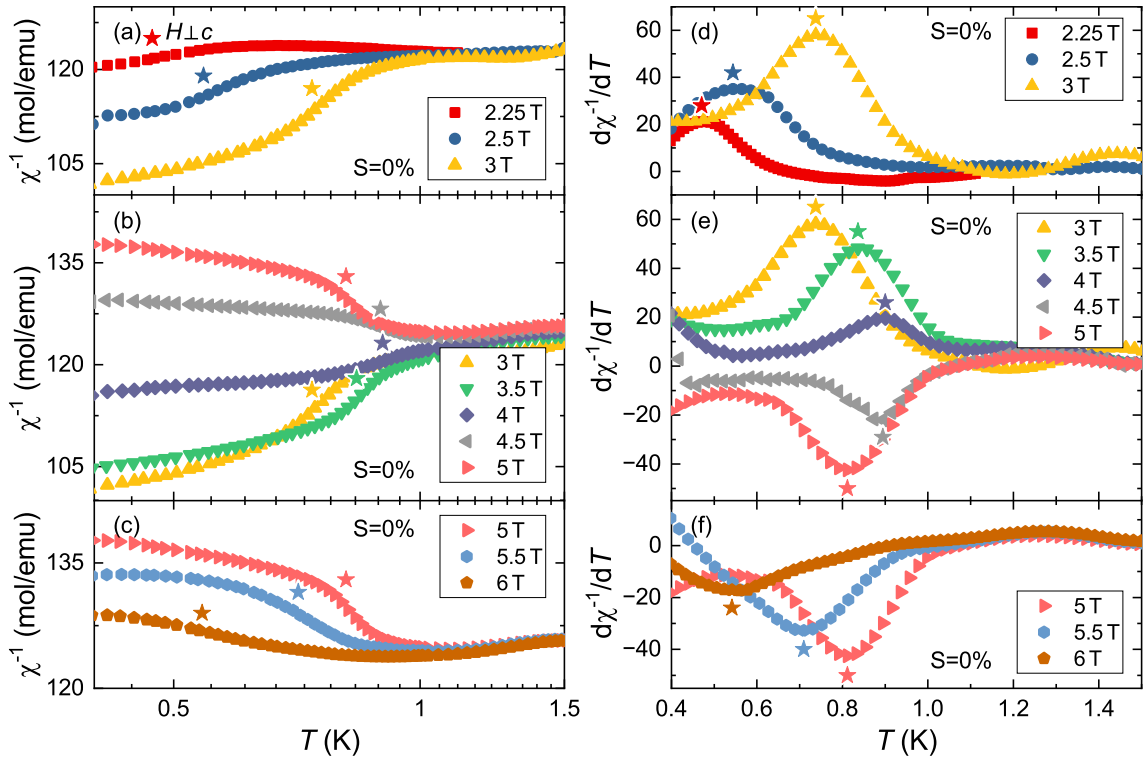 (a)
H⊥c
120
105
χ⁻¹ (mol/emu)
2.25 T
2.5 T
3 T
S=0%
(b)
135
120
105
χ⁻¹ (mol/emu)
3 T
3.5 T
4 T
4.5 T
5 T
S=0%
(c)
S=0%
135
120
χ⁻¹ (mol/emu)
5 T
5.5 T
6 T
0.5
1
1.5
T (K)
(d)
S=0%
60
40
20
0
dχ⁻¹/dT
2.25 T
2.5 T
3 T
(e)
S=0%
60
40
20
0
−20
−40
dχ⁻¹/dT
3 T
3.5 T
4 T
4.5 T
5 T
(f)
0
−20
−40
dχ⁻¹/dT
S=0%
5 T
5.5 T
6 T
0.4
0.6
0.8
1.0
1.2
1.4
T (K)